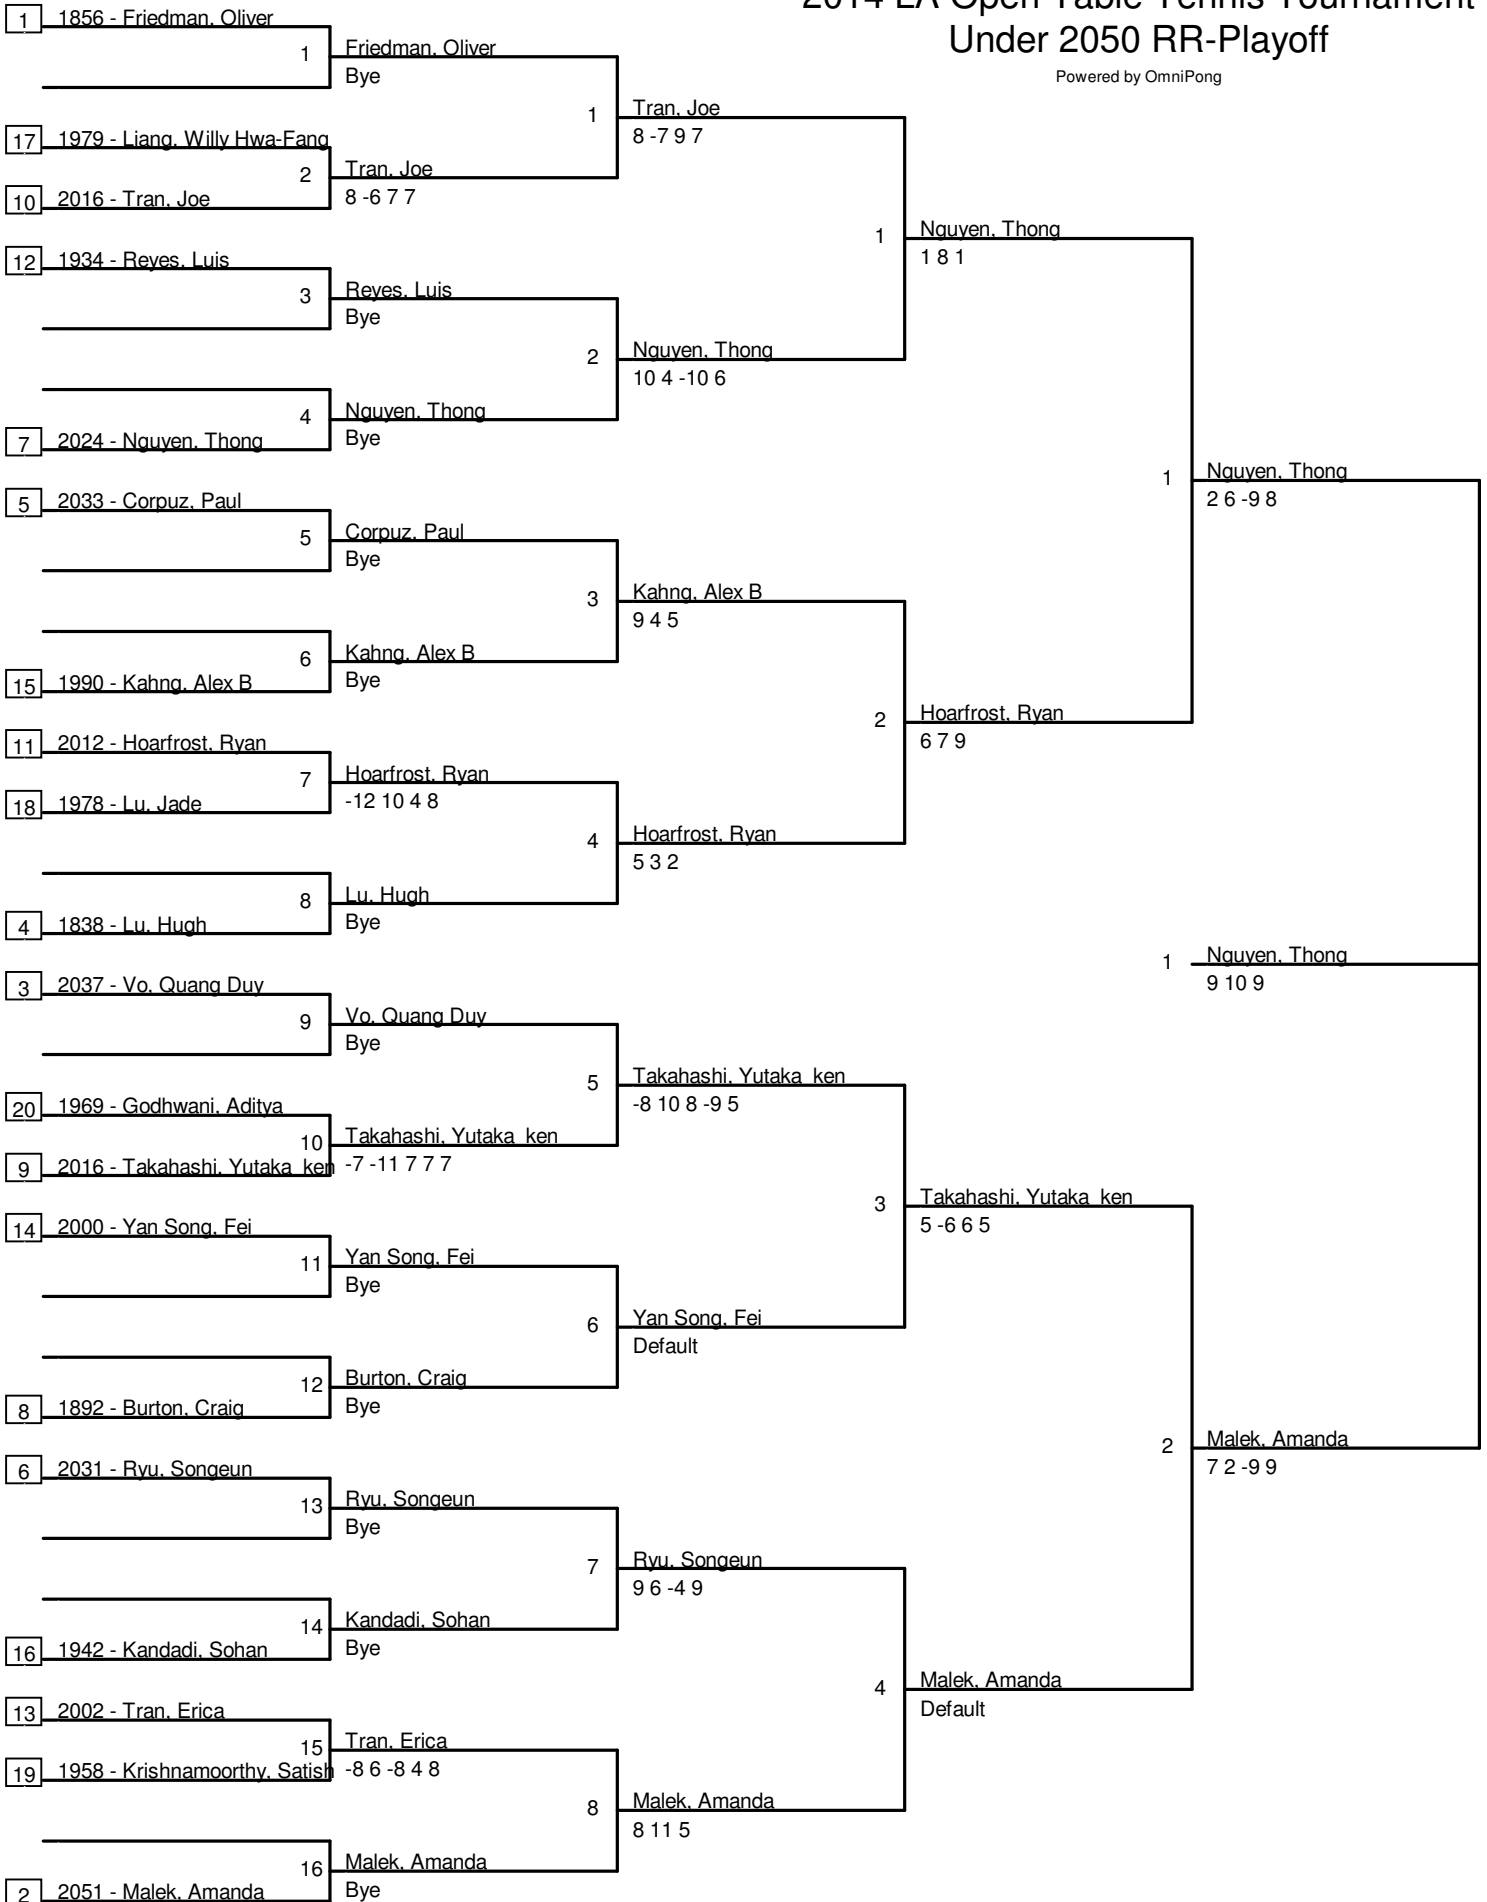 2014 LA Open Table Tennis Tournament
Under 2050 RR-Playoff
Powered by OmniPong
1 1856 - Friedman, Oliver
1 Friedman, Oliver
Bye
1 Tran, Joe
8 -7 9 7
17 1979 - Liang, Willy Hwa-Fang
2 Tran, Joe
8 -6 7 7
10 2016 - Tran, Joe
1 Nguyen, Thong
1 8 1
12 1934 - Reyes, Luis
3 Reyes, Luis
Bye
2 Nguyen, Thong
10 4 -10 6
4 Nguyen, Thong
Bye
7 2024 - Nguyen, Thong
1 Nguyen, Thong
2 6 -9 8
5 2033 - Corpuz, Paul
5 Corpuz, Paul
Bye
3 Kahng, Alex B
9 4 5
6 Kahng, Alex B
Bye
15 1990 - Kahng, Alex B
2 Hoarfrost, Ryan
6 7 9
11 2012 - Hoarfrost, Ryan
7 Hoarfrost, Ryan
-12 10 4 8
18 1978 - Lu, Jade
4 Hoarfrost, Ryan
5 3 2
8 Lu, Hugh
Bye
4 1838 - Lu, Hugh
1 Nguyen, Thong
9 10 9
3 2037 - Vo, Quang Duy
9 Vo, Quang Duy
Bye
5 Takahashi, Yutaka_ken
-8 10 8 -9 5
20 1969 - Godhwani, Aditya
10 Takahashi, Yutaka_ken
-7 -11 7 7 7
9 2016 - Takahashi, Yutaka_ken
3 Takahashi, Yutaka_ken
5 -6 6 5
14 2000 - Yan Song, Fei
11 Yan Song, Fei
Bye
6 Yan Song, Fei
Default
12 Burton, Craig
Bye
8 1892 - Burton, Craig
2 Malek, Amanda
7 2 -9 9
6 2031 - Ryu, Songeun
13 Ryu, Songeun
Bye
7 Ryu, Songeun
9 6 -4 9
14 Kandadi, Sohan
Bye
16 1942 - Kandadi, Sohan
4 Malek, Amanda
Default
13 2002 - Tran, Erica
15 Tran, Erica
-8 6 -8 4 8
19 1958 - Krishnamoorthy, Satish
8 Malek, Amanda
8 11 5
16 Malek, Amanda
Bye
2 2051 - Malek, Amanda